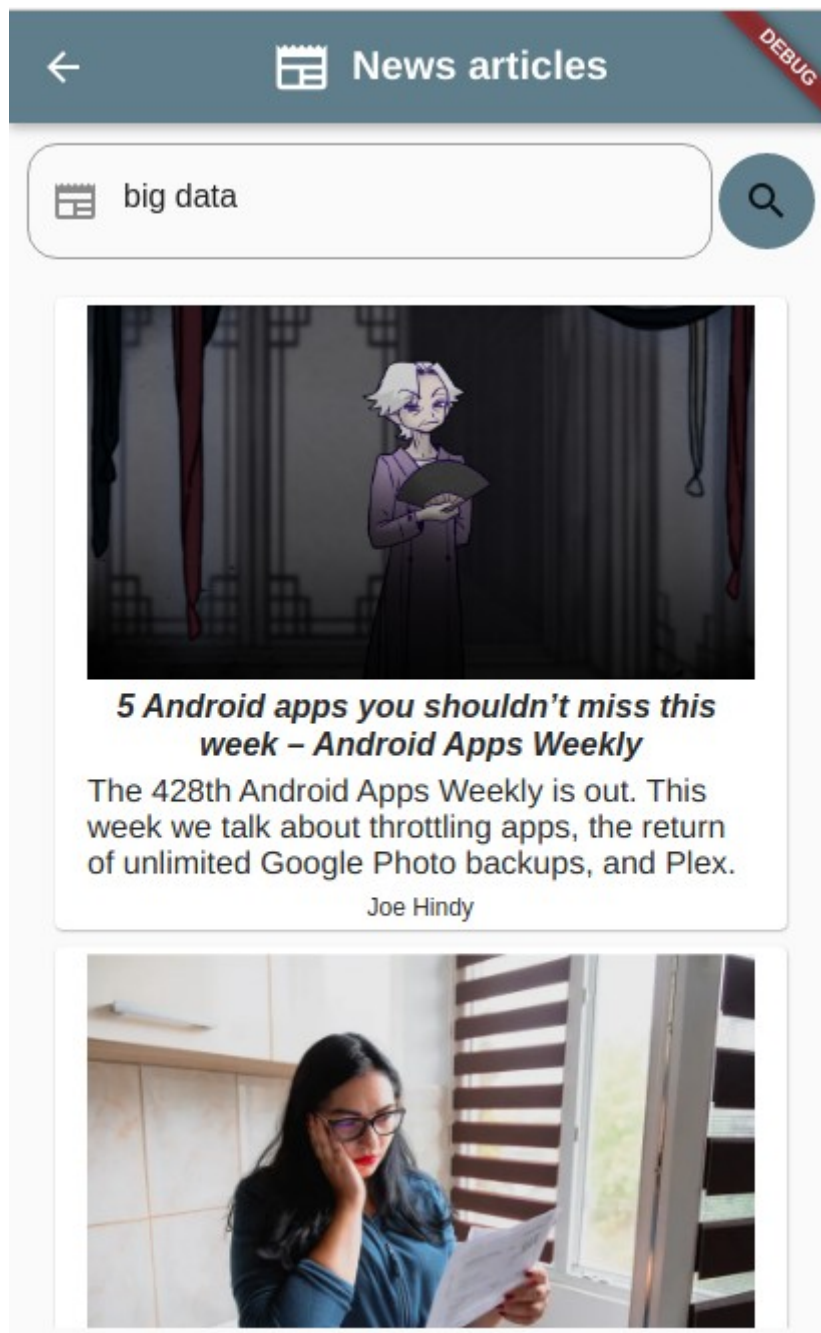 News articles
DEBUG
big data
5 Android apps you shouldn’t miss this
week – Android Apps Weekly
The 428th Android Apps Weekly is out. This
week we talk about throttling apps, the return
of unlimited Google Photo backups, and Plex.
Joe Hindy